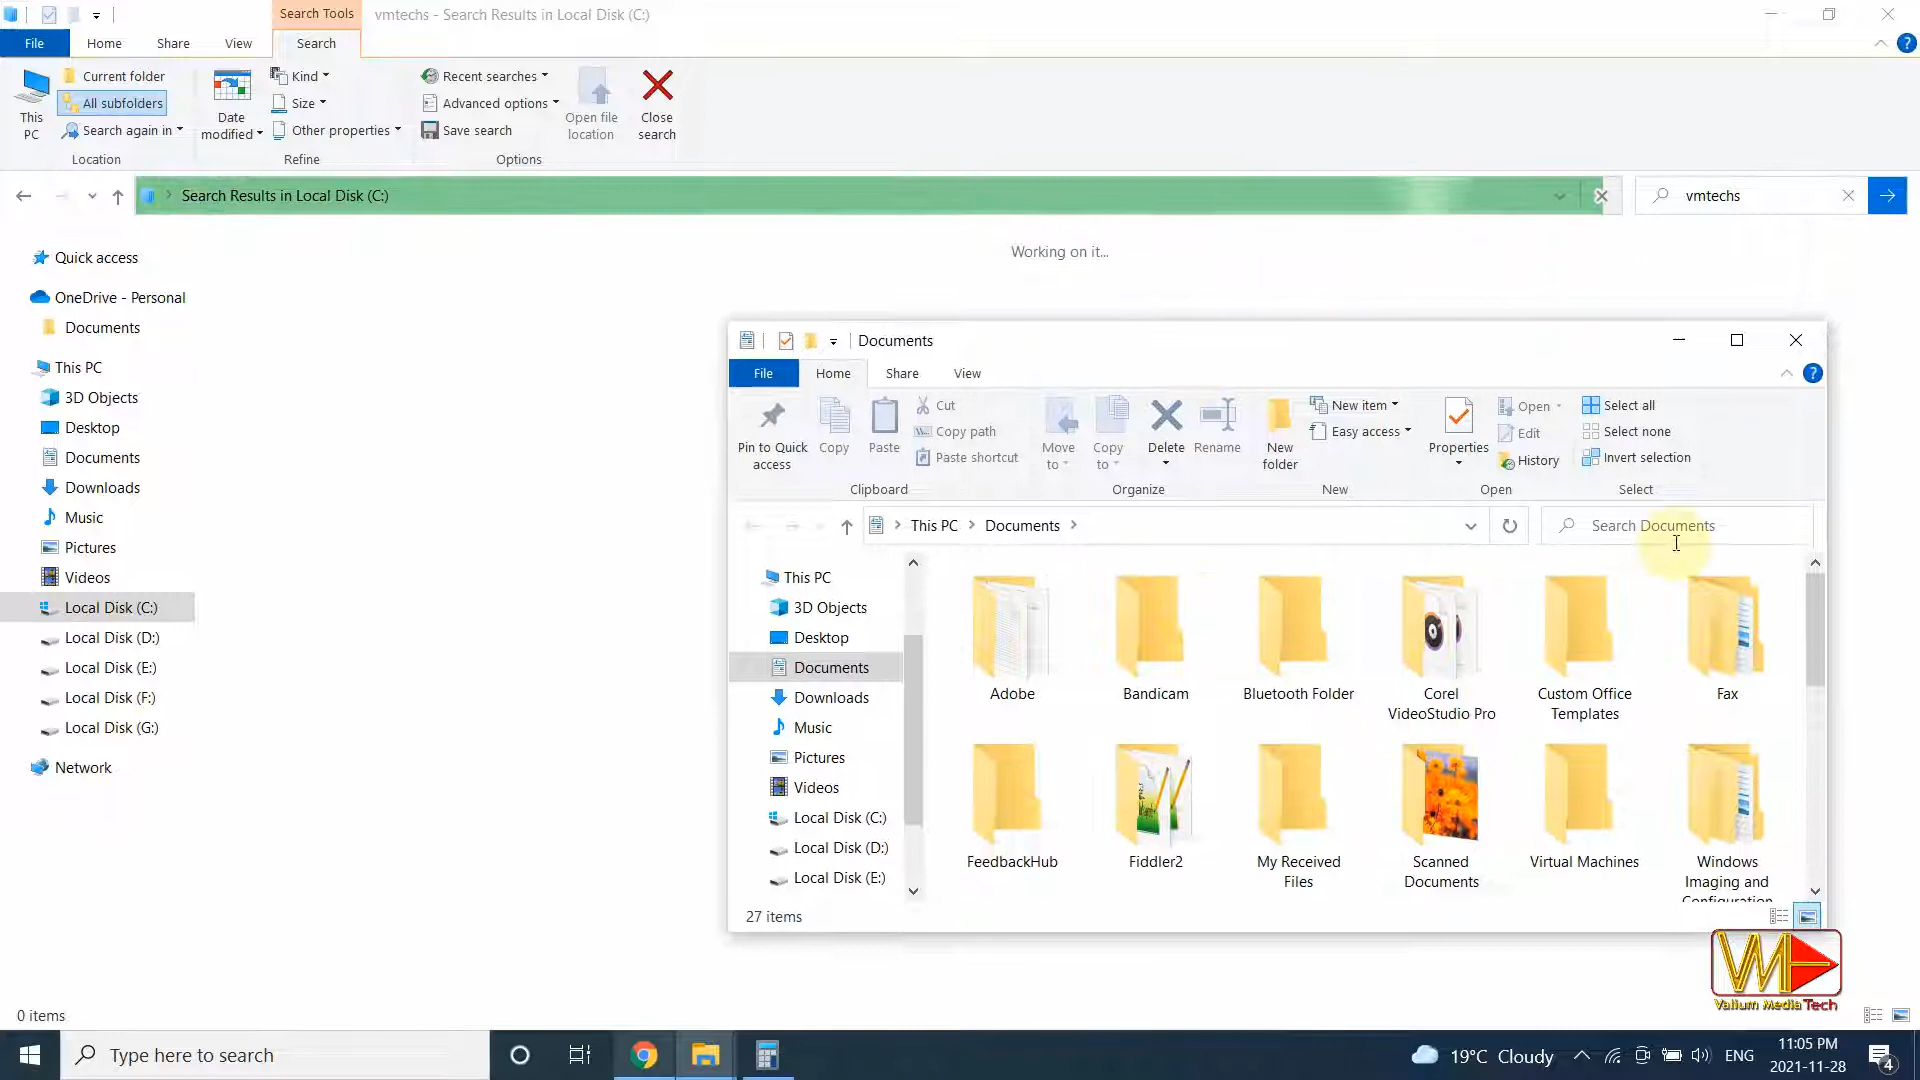 Search Tools
vmtechs - Search Results in Local Disk (C:)
File
Home
Share
View
Search
?
This
PC
Current folder
All subfolders
Search again in
Location
Date
modified
Kind
Size
Other properties
Refine
Recent searches
Advanced options
Save search
Options
Open file
location
Close
search
Search Results in Local Disk (C:)
vmtechs
Working on it...
Quick access
OneDrive - Personal
Documents
This PC
3D Objects
Desktop
Documents
Downloads
Music
Pictures
Videos
Local Disk (C:)
Local Disk (D:)
Local Disk (E:)
Local Disk (F:)
Local Disk (G:)
Network
0 items
Documents
File
Home
Share
View
?
Pin to Quick
access
Copy
Paste
Cut
Copy path
Paste shortcut
Clipboard
Move
to
Copy
to
Delete
Rename
Organize
New
folder
New item
Easy access
New
Properties
Open
Edit
History
Open
Select all
Select none
Invert selection
Select
This PC
Documents
Search Documents
This PC
3D Objects
Desktop
Documents
Downloads
Music
Pictures
Videos
Local Disk (C:)
Local Disk (D:)
Local Disk (E:)
Adobe
Bandicam
Bluetooth Folder
Corel
VideoStudio Pro
Custom Office
Templates
Fax
FeedbackHub
Fiddler2
My Received
Files
Scanned
Documents
Virtual Machines
Windows
Imaging and
Configuration
27 items
Valium Media Tech
Type here to search
19°C Cloudy
ENG
11:05 PM
2021-11-28
4